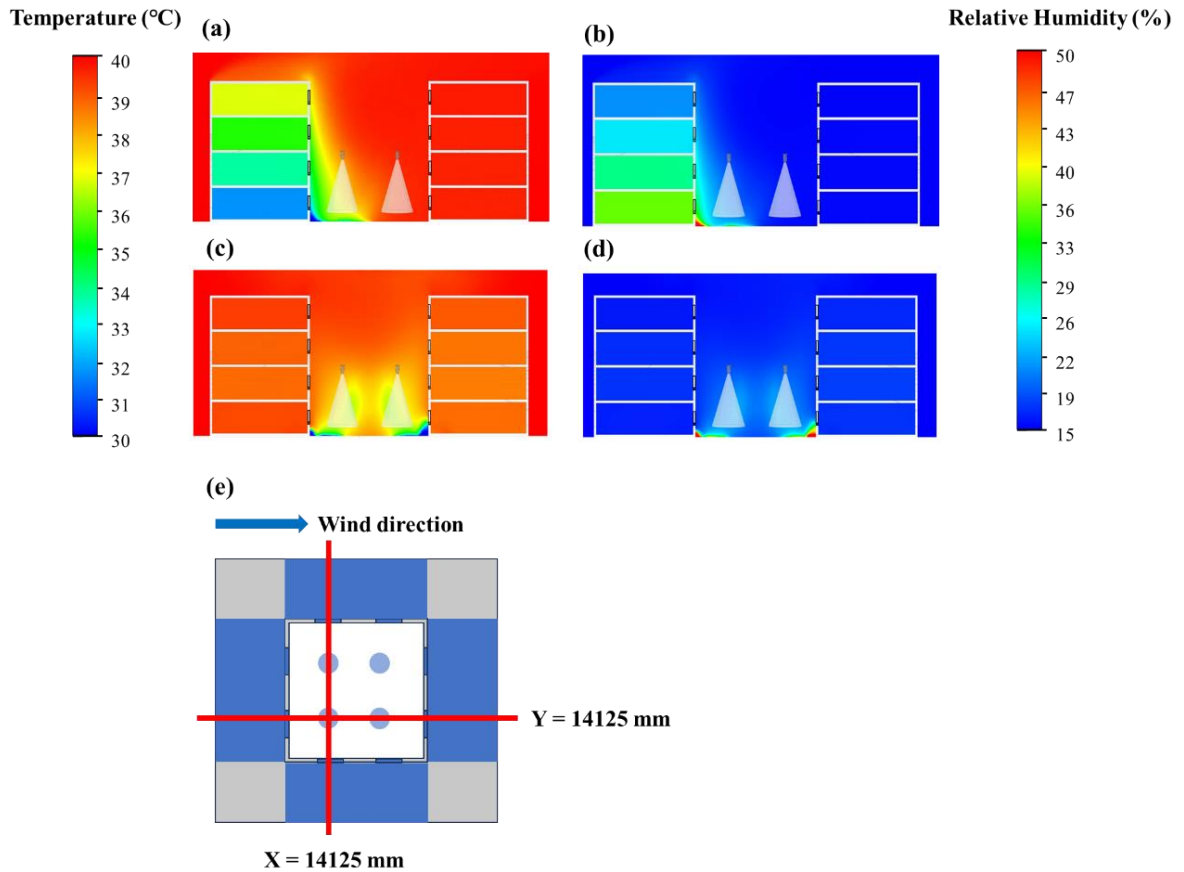 Temperature (°C)
(a)
(b)
Relative Humidity (%)
40
39
38
37
36
35
34
33
32
31
30
50
47
43
40
36
33
29
26
22
19
15
(c)
(d)
(e)
Wind direction
Y = 14125 mm
X = 14125 mm